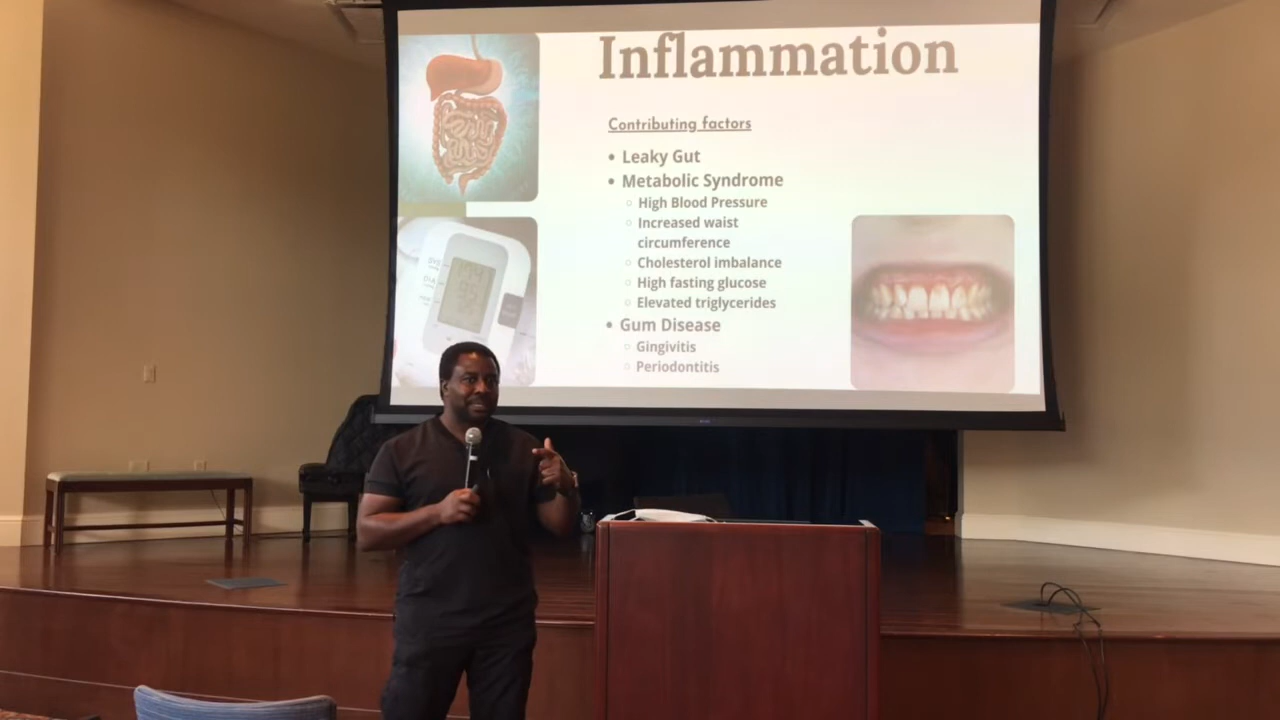 Inflammation
Contributing factors
• Leaky Gut
• Metabolic Syndrome
○ High Blood Pressure
○ Increased waist
circumference
○ Cholesterol imbalance
○ High fasting glucose
○ Elevated triglycerides
• Gum Disease
○ Gingivitis
○ Periodontitis